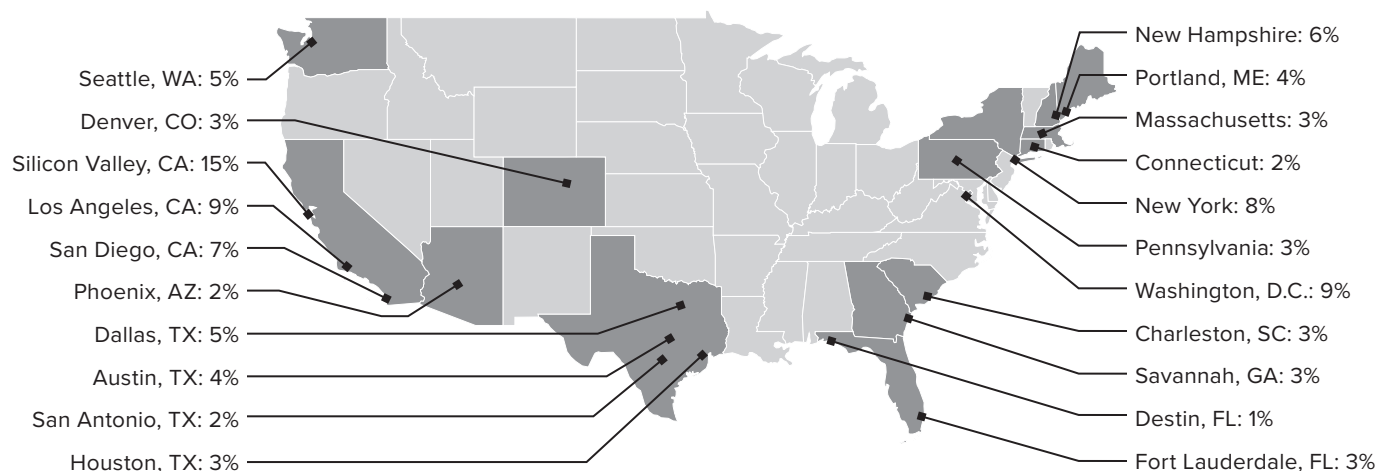 Seattle, WA: 5%
Denver, CO: 3%
Silicon Valley, CA: 15%
Los Angeles, CA: 9%
San Diego, CA: 7%
Phoenix, AZ: 2%
Dallas, TX: 5%
Austin, TX: 4%
San Antonio, TX: 2%
Houston, TX: 3%
New Hampshire: 6%
Portland, ME: 4%
Massachusetts: 3%
Connecticut: 2%
New York: 8%
Pennsylvania: 3%
Washington, D.C.: 9%
Charleston, SC: 3%
Savannah, GA: 3%
Destin, FL: 1%
Fort Lauderdale, FL: 3%